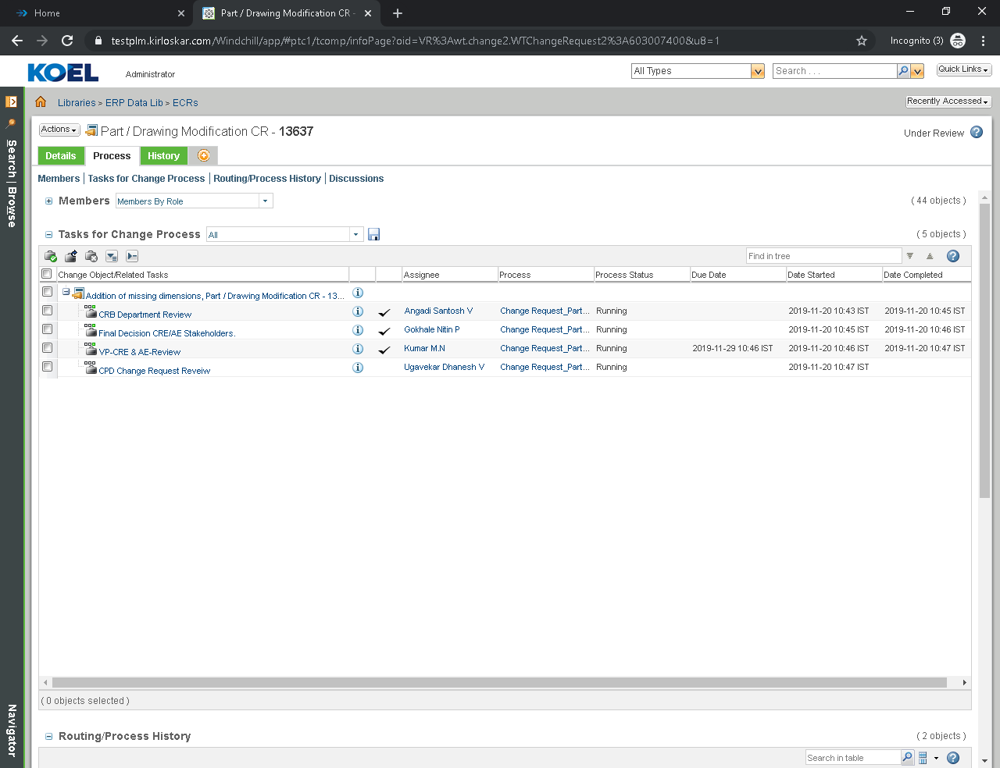 Home
Part / Drawing Modification CR -
testplm.kirloskar.com/Windchill/app/#ptc1/tcomp/infoPage?oid=VR%3Awt.change2.WTChangeRequest2%3A603007400&u8=1
Incognito (3)
KOEL
Administrator
All Types
Search . . .
Quick Links
Libraries > ERP Data Lib > ECRs
Recently Accessed
Actions
Part / Drawing Modification CR - 13637
Under Review
Details
Process
History
Search | Browse
Members
Tasks for Change Process
Routing/Process History
Discussions
Members
Members By Role
( 44 objects )
Tasks for Change Process
All
( 5 objects )
Find in tree
Change Object/Related Tasks Assignee Process Process Status Due Date Date Started Date Completed
Addition of missing dimensions, Part / Drawing Modification CR - 13...
CRB Department Review Angadi Santosh V Change Request_Part... Running 2019-11-20 10:43 IST 2019-11-20 10:45 IST
Final Decision CRE/AE Stakeholders. Gokhale Nitin P Change Request_Part... Running 2019-11-20 10:45 IST 2019-11-20 10:46 IST
VP-CRE & AE-Review Kumar M.N Change Request_Part... Running 2019-11-29 10:46 IST 2019-11-20 10:46 IST 2019-11-20 10:47 IST
CPD Change Request Reveiw Ugavekar Dhanesh V Change Request_Part... Running 2019-11-20 10:47 IST
( 0 objects selected )
Navigator
Routing/Process History
( 2 objects )
Search in table